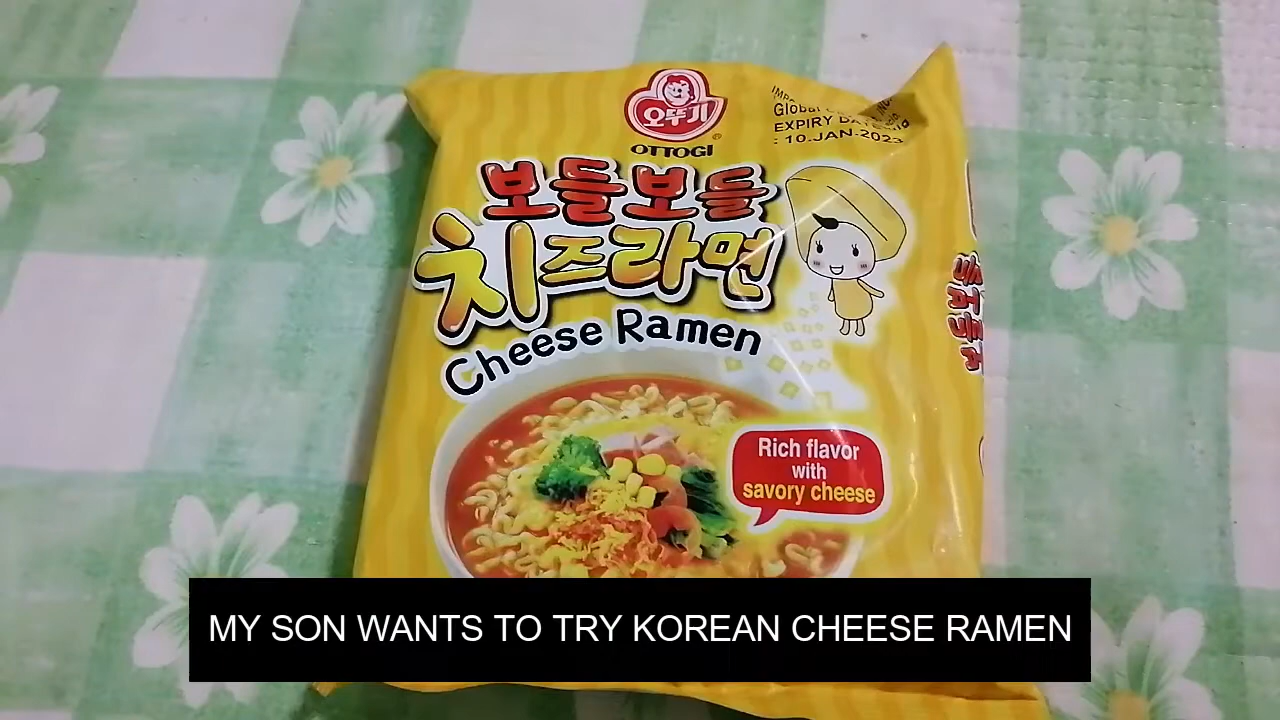 오뚜기
OTTOGI
Global
EXPIRY DATE
: 10.JAN-2023
보들보들
치즈라면
Cheese Ramen
Rich flavor
with
savory cheese
MY SON WANTS TO TRY KOREAN CHEESE RAMEN